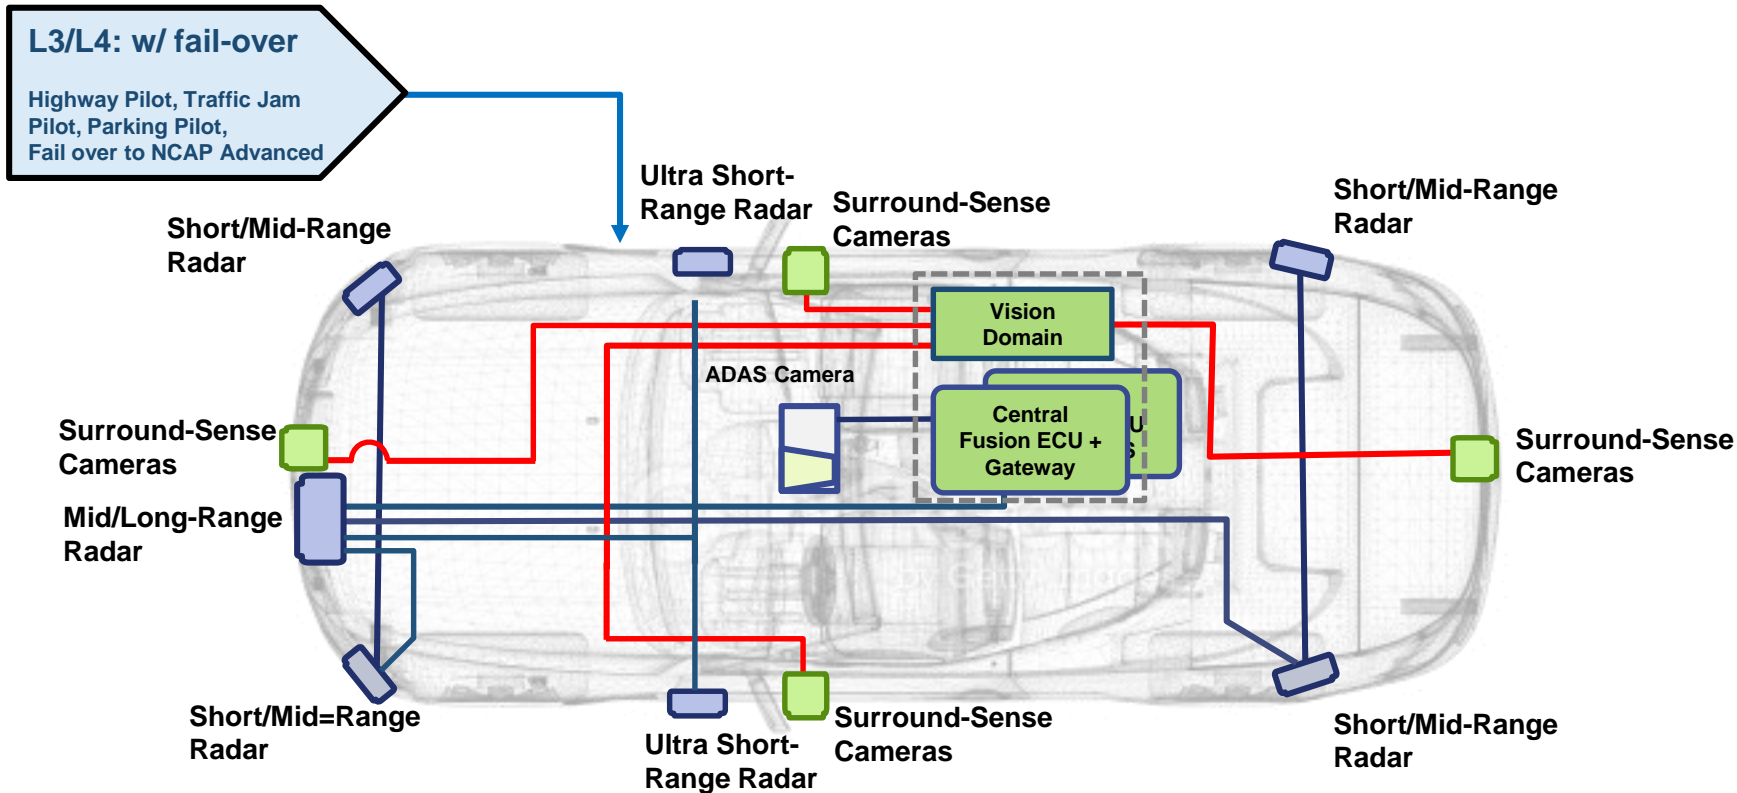 L3/L4: w/ fail-over
Highway Pilot, Traffic Jam
Pilot, Parking Pilot,
Fail over to NCAP Advanced
Ultra Short-
Range Radar
Surround-Sense
Cameras
Short/Mid-Range
Radar
Short/Mid-Range
Radar
Vision
Domain
ADAS Camera
Central
Fusion ECU +
Gateway
U
S
Surround-Sense
Cameras
Surround-Sense
Cameras
Mid/Long-Range
Radar
Short/Mid=Range
Radar
Ultra Short-
Range Radar
Surround-Sense
Cameras
Short/Mid-Range
Radar